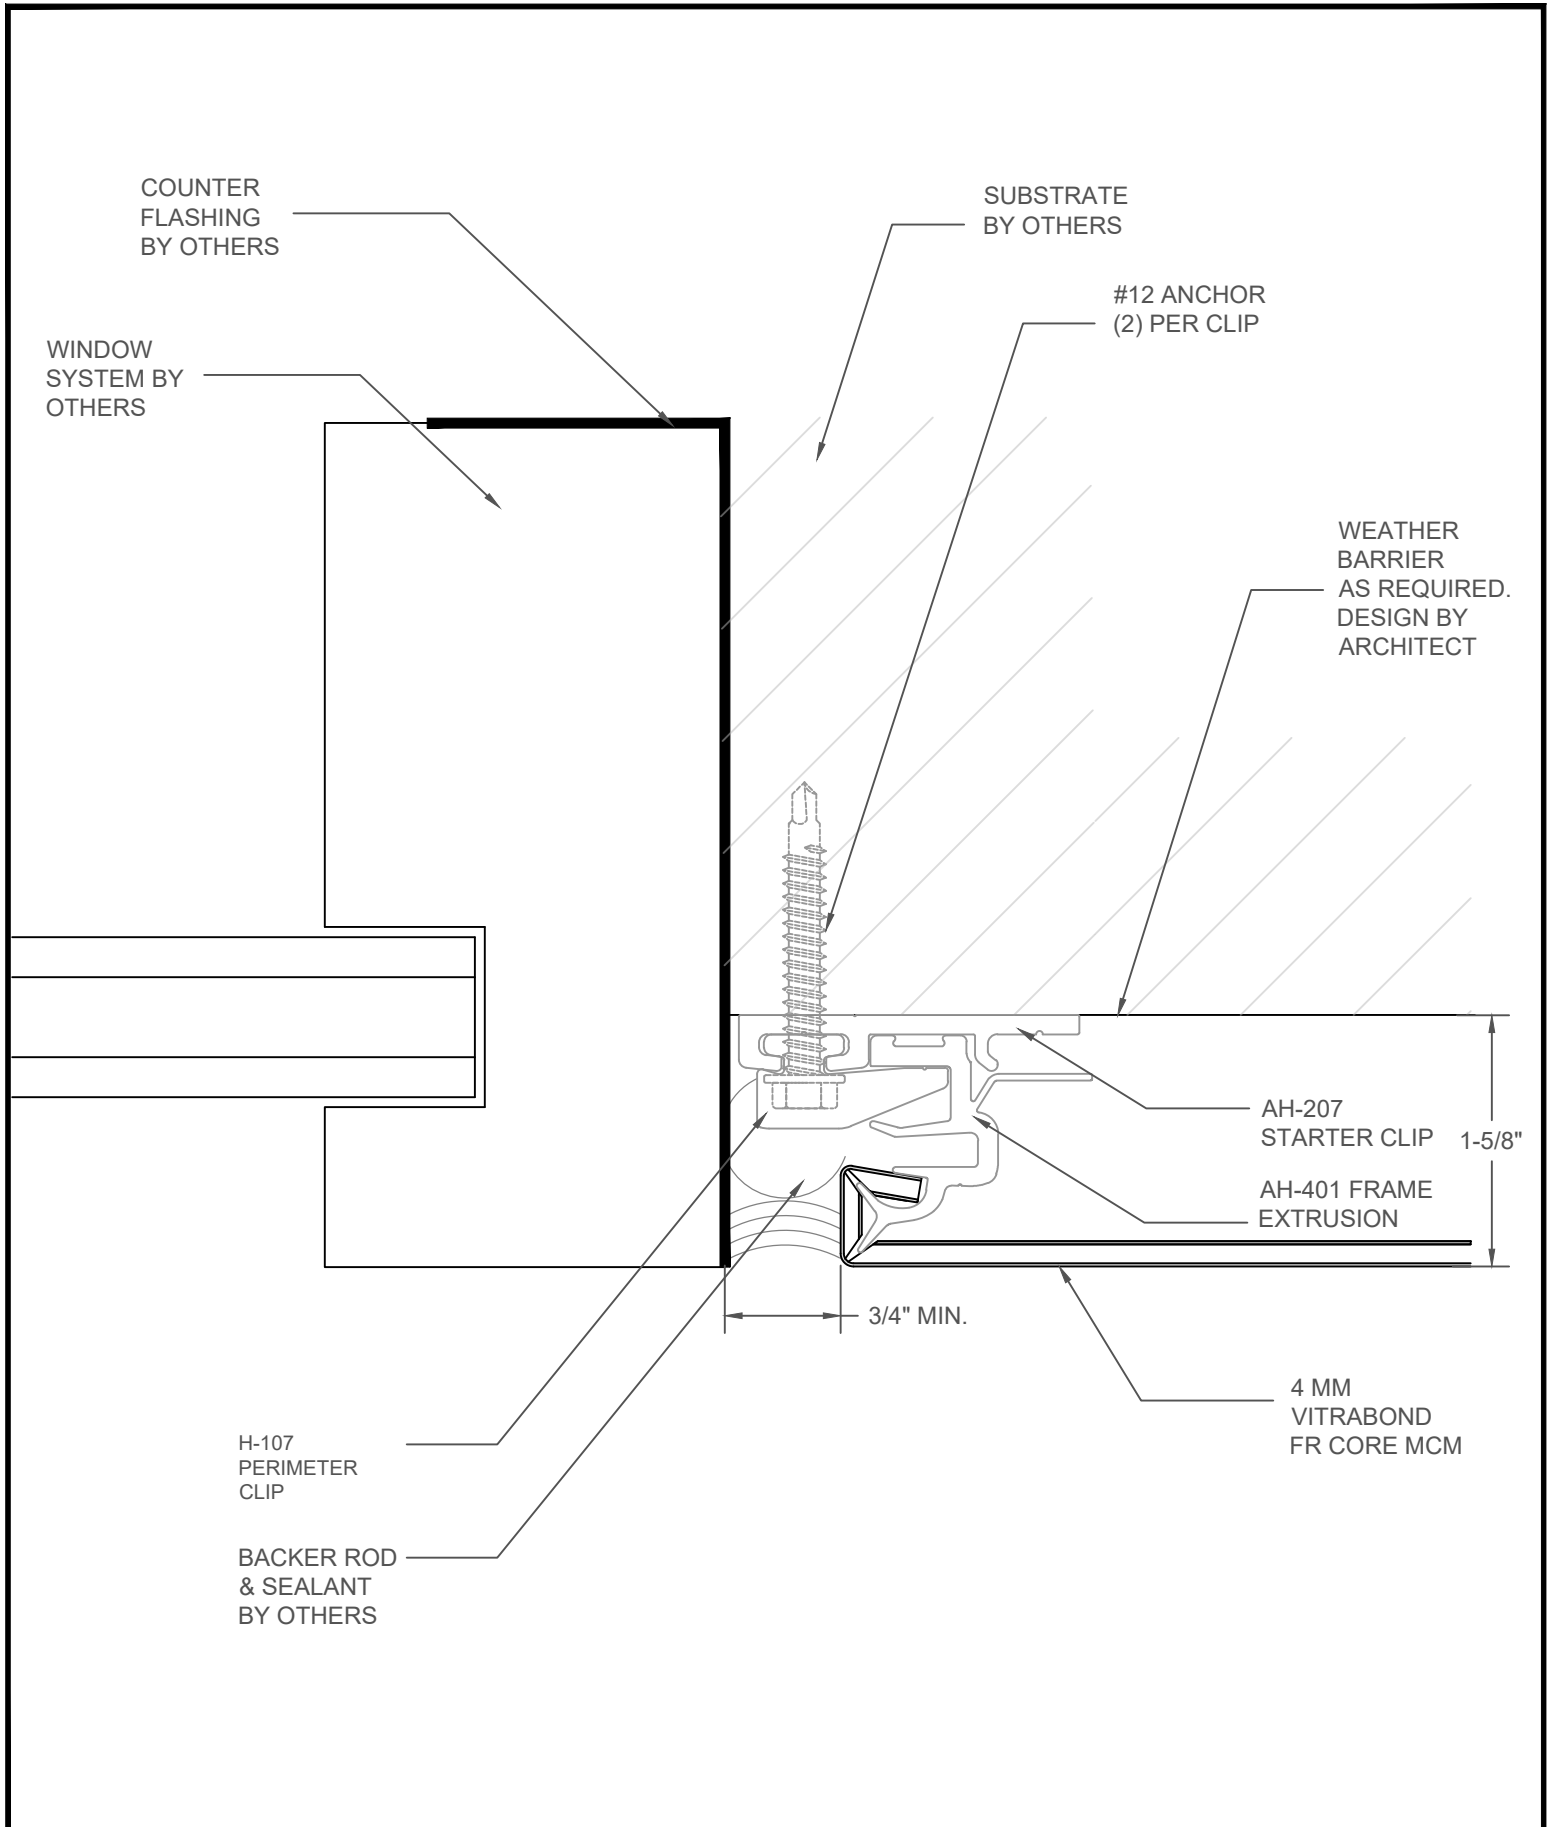 COUNTER
FLASHING
BY OTHERS
SUBSTRATE
BY OTHERS
#12 ANCHOR
(2) PER CLIP
WINDOW
SYSTEM BY
OTHERS
WEATHER
BARRIER
AS REQUIRED.
DESIGN BY
ARCHITECT
AH-207
STARTER CLIP
1-5/8"
AH-401 FRAME
EXTRUSION
3/4" MIN.
4 MM
VITRABOND
FR CORE MCM
H-107
PERIMETER
CLIP
BACKER ROD
& SEALANT
BY OTHERS